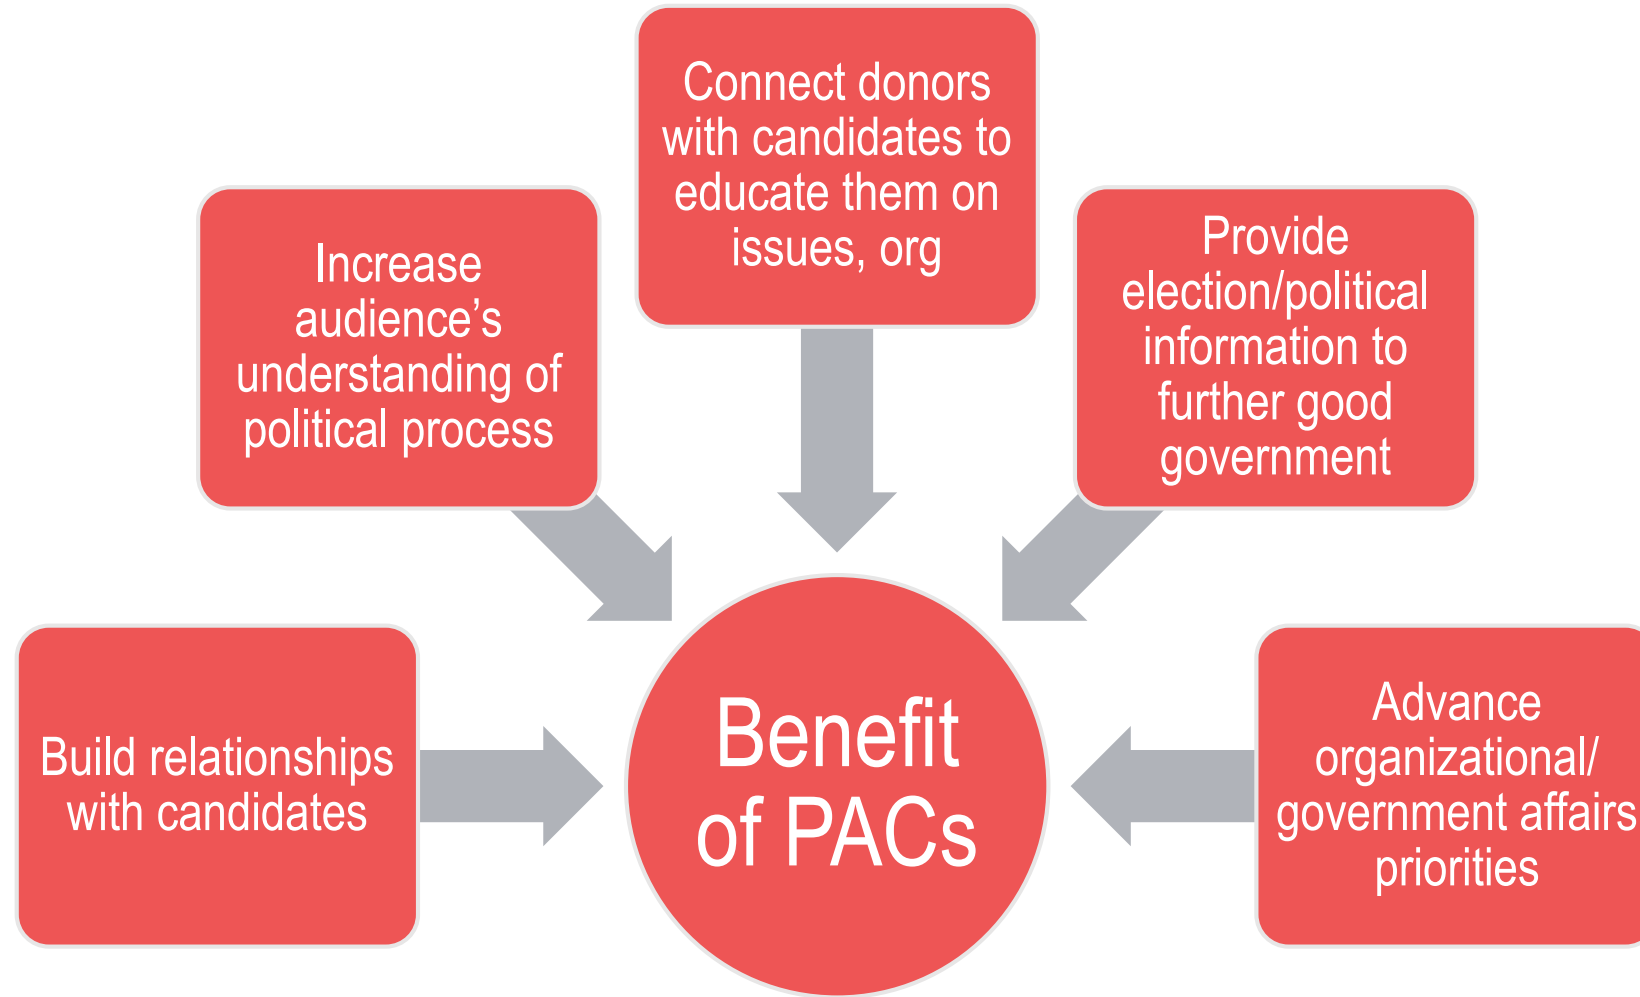 Connect donors
with candidates to
educate them on
issues, org
Increase
audience’s
understanding of
political process
Provide
election/political
information to
further good
government
Build relationships
with candidates
Benefit
of PACs
Advance
organizational/
government affairs
priorities